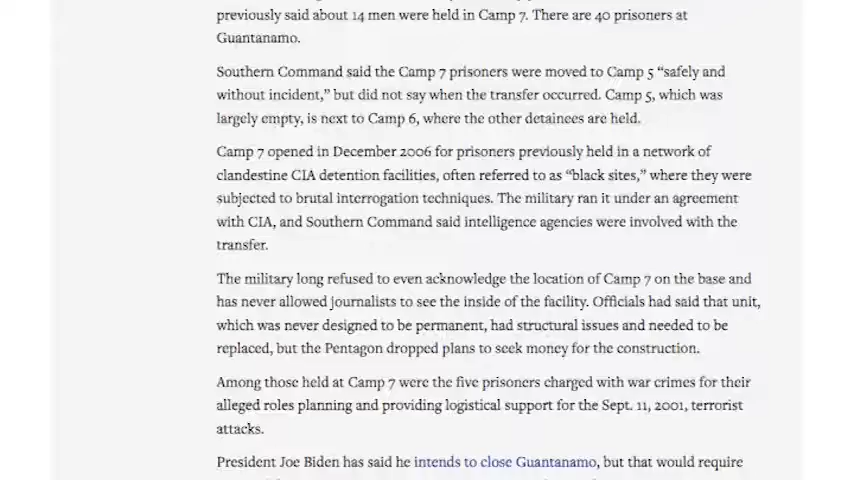 previously said about 14 men were held in Camp 7. There are 40 prisoners at
Guantanamo.
Southern Command said the Camp 7 prisoners were moved to Camp 5 “safely and
without incident,” but did not say when the transfer occurred. Camp 5, which was
largely empty, is next to Camp 6, where the other detainees are held.
Camp 7 opened in December 2006 for prisoners previously held in a network of
clandestine CIA detention facilities, often referred to as “black sites,” where they were
subjected to brutal interrogation techniques. The military ran it under an agreement
with CIA, and Southern Command said intelligence agencies were involved with the
transfer.
The military long refused to even acknowledge the location of Camp 7 on the base and
has never allowed journalists to see the inside of the facility. Officials had said that unit,
which was never designed to be permanent, had structural issues and needed to be
replaced, but the Pentagon dropped plans to seek money for the construction.
Among those held at Camp 7 were the five prisoners charged with war crimes for their
alleged roles planning and providing logistical support for the Sept. 11, 2001, terrorist
attacks.
President Joe Biden has said he intends to close Guantanamo, but that would require